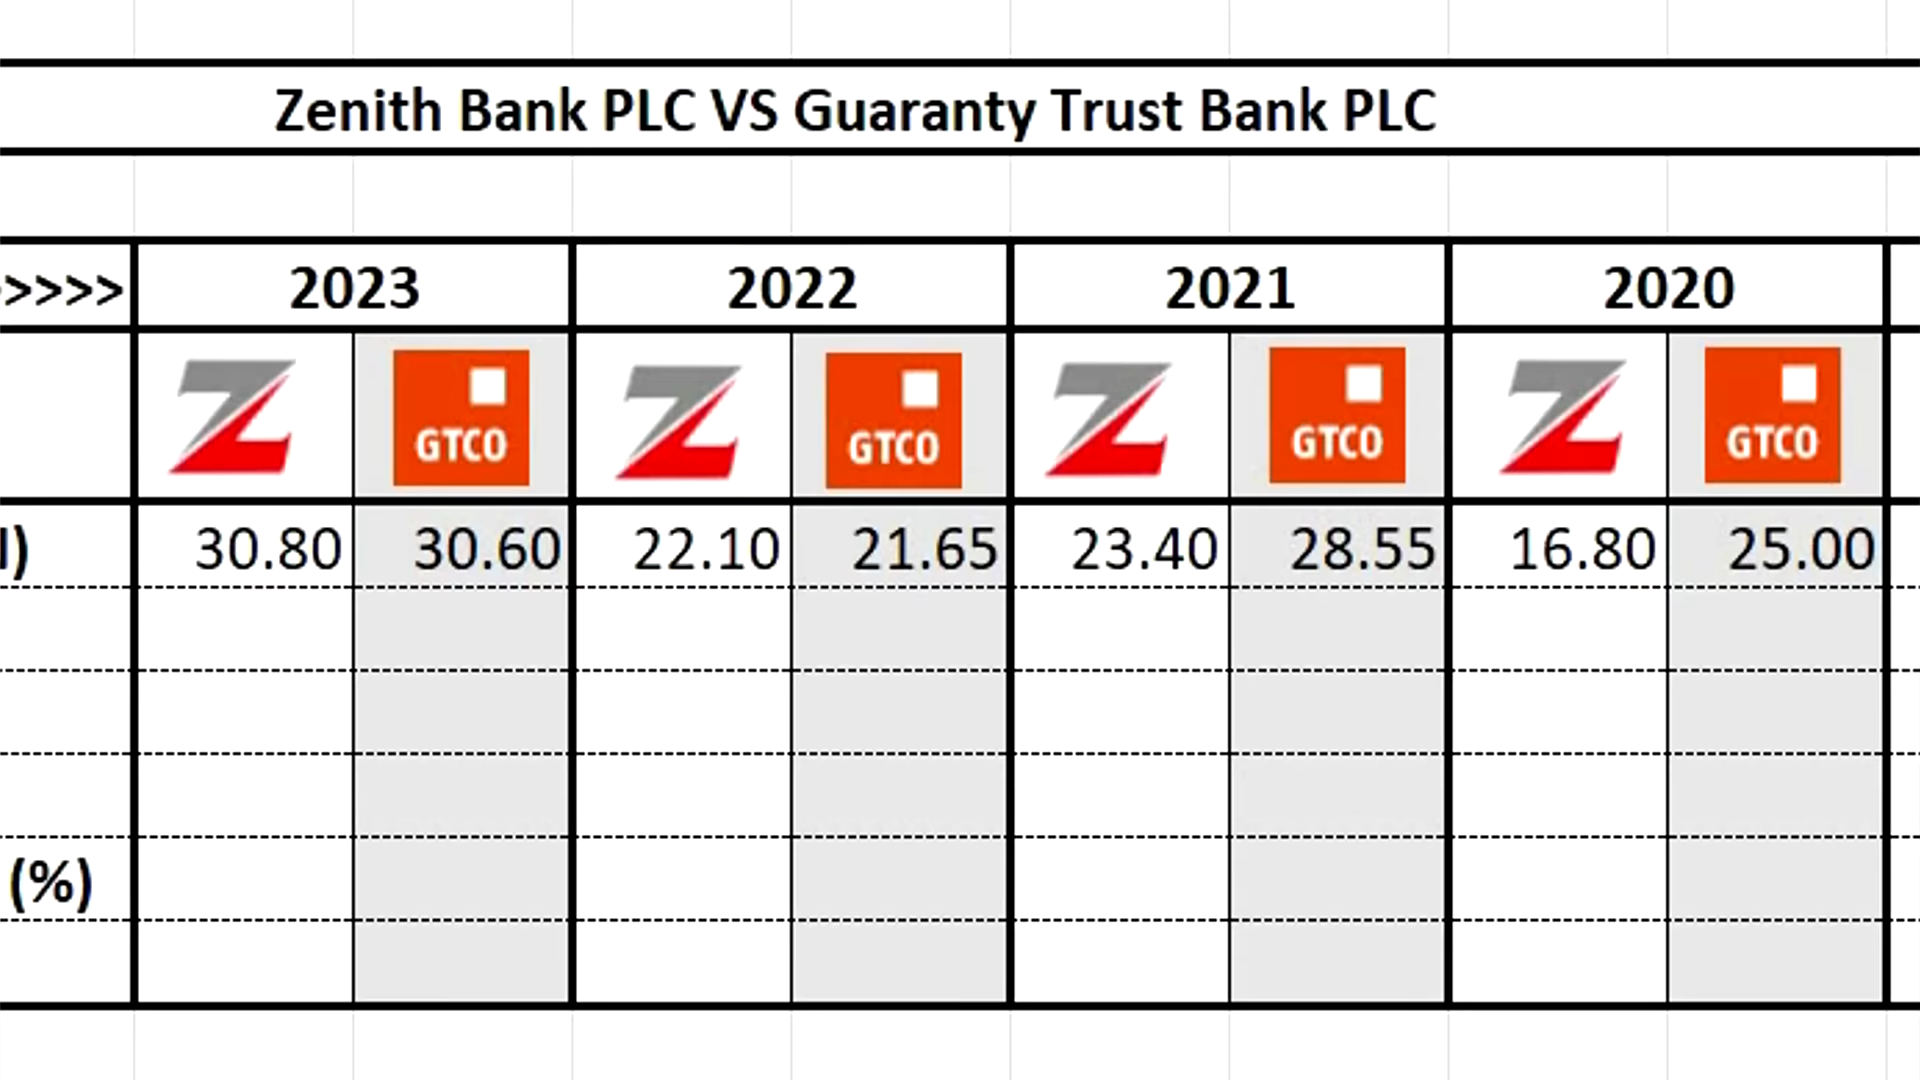 Zenith Bank PLC VS Guaranty Trust Bank PLC
>>>>> 2023 2022 2021 2020
GTCO GTCO GTCO GTCO
) 30.80 30.60 22.10 21.65 23.40 28.55 16.80 25.00
(%)